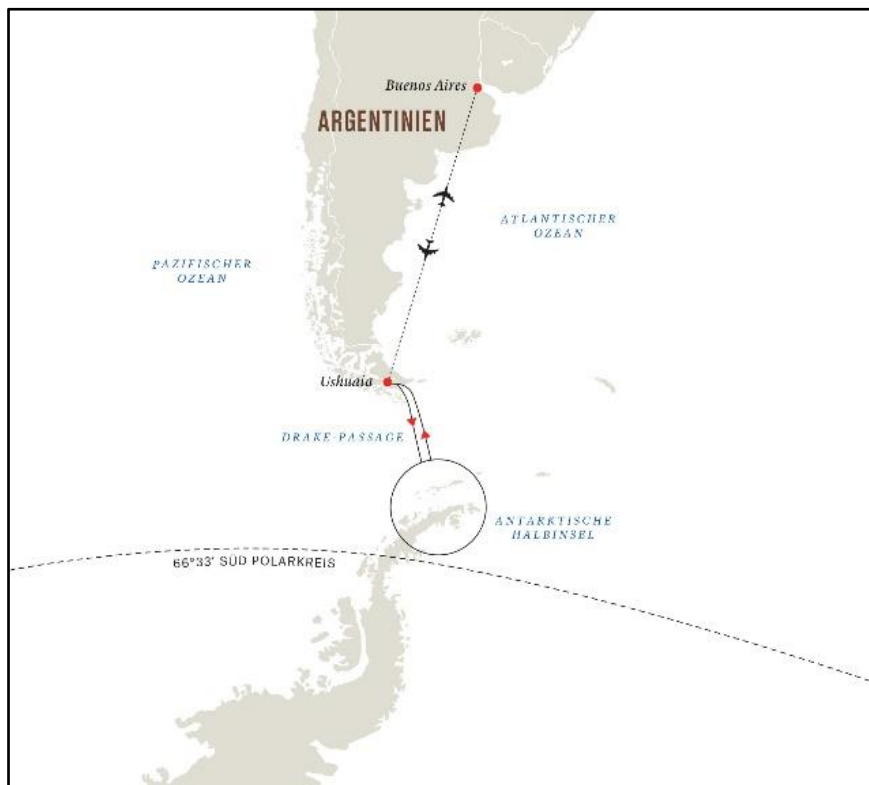 Buenos Aires
ARGENTINIEN
ATLANTISCHER
OZEAN
PAZIFISCHER
OZEAN
Ushuaia
DRAKE-PASSAGE
ANTARKTISCHE
HALBINSEL
66°33' SÜD POLARKREIS